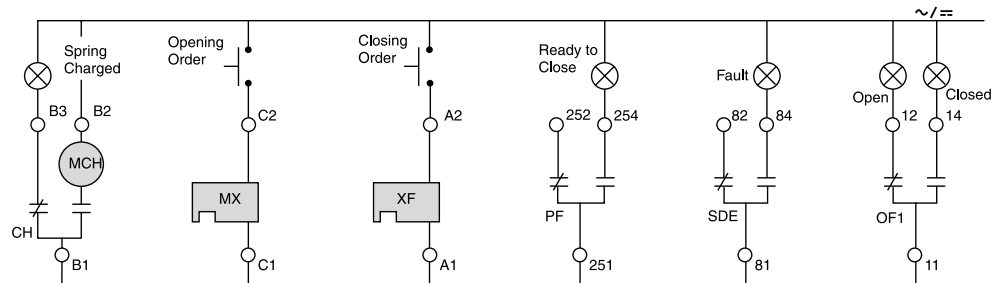 ~/⎓
Spring
Charged
Opening
Order
Closing
Order
Ready to
Close
Fault
Open
Closed
B3
B2
C2
A2
252
254
82
84
12
14
MCH
MX
XF
CH
PF
SDE
OF1
B1
C1
A1
251
81
11